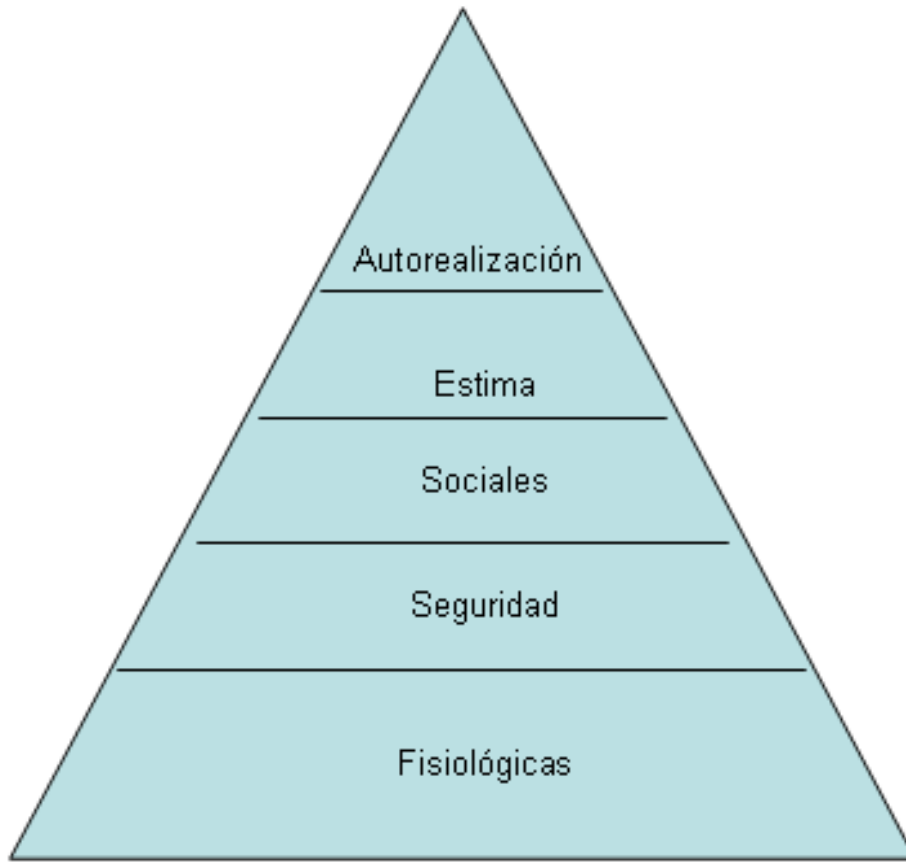 Autorealización
Estima
Sociales
Seguridad
Fisiológicas